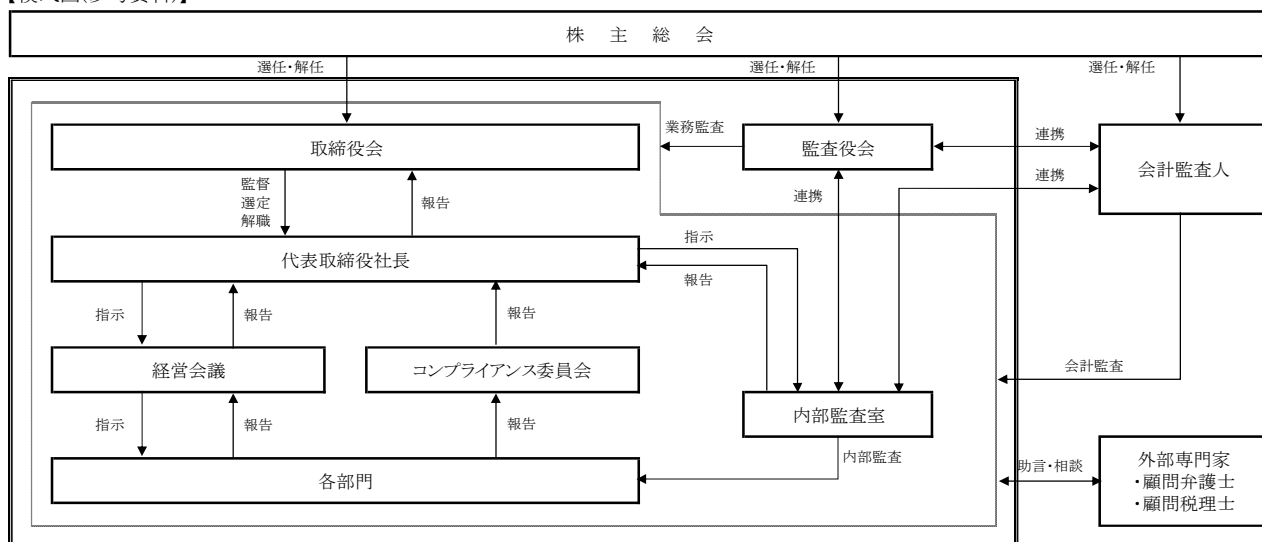 【模式図(参考資料)】
株 主 総 会
選任・解任
選任・解任
選任・解任
取締役会
業務監査
監査役会
連携
会計監査人
連携
監督
選定
解職
報告
連携
代表取締役社長
指示
報告
指示
報告
報告
経営会議
コンプライアンス委員会
会計監査
内部監査室
指示
報告
報告
内部監査
各部門
助言・相談
外部専門家
・顧問弁護士
・顧問税理士